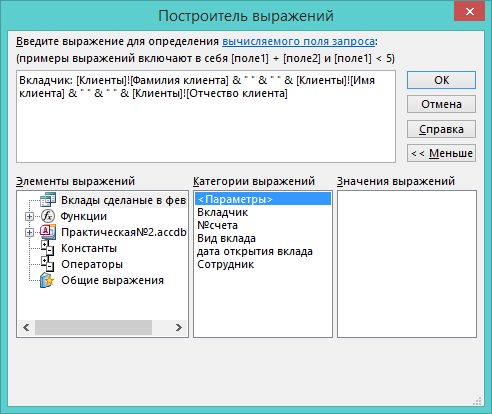 Построитель выражений
Введите выражение для определения вычисляемого поля запроса:
(примеры выражений включают в себя [поле1] + [поле2] и [поле1] < 5)
Вкладчик: [Клиенты]![Фамилия клиента] & " " & " " & [Клиенты]![Имя
клиента] & " " & " " & [Клиенты]![Отчество клиента]
ОК
Отмена
Справка
<< Меньше
Элементы выражений
Вклады сделаные в фев
Функции
Практическая№2.accdb
Константы
Операторы
Общие выражения
Категории выражений
<Параметры>
Вкладчик
№счета
Вид вклада
дата открытия вклада
Сотрудник
Значения выражений